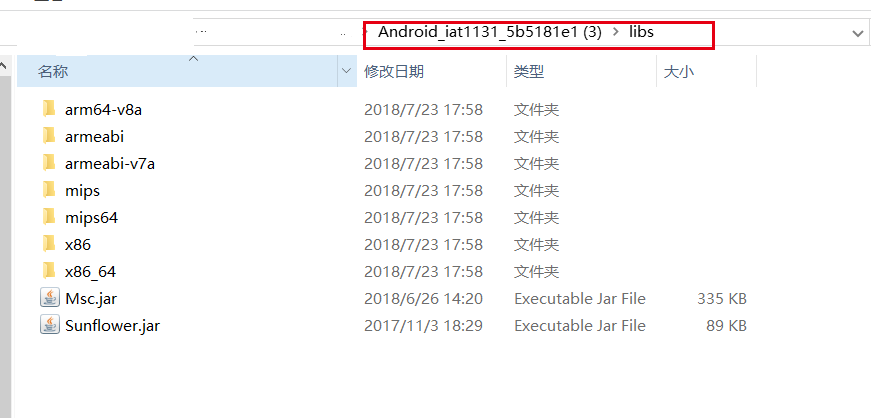 Android_iat1131_5b5181e1 (3) > libs
名称 修改日期 类型 大小
arm64-v8a 2018/7/23 17:58 文件夹
armeabi 2018/7/23 17:58 文件夹
armeabi-v7a 2018/7/23 17:58 文件夹
mips 2018/7/23 17:58 文件夹
mips64 2018/7/23 17:58 文件夹
x86 2018/7/23 17:58 文件夹
x86_64 2018/7/23 17:58 文件夹
Msc.jar 2018/6/26 14:20 Executable Jar File 335 KB
Sunflower.jar 2017/11/3 18:29 Executable Jar File 89 KB